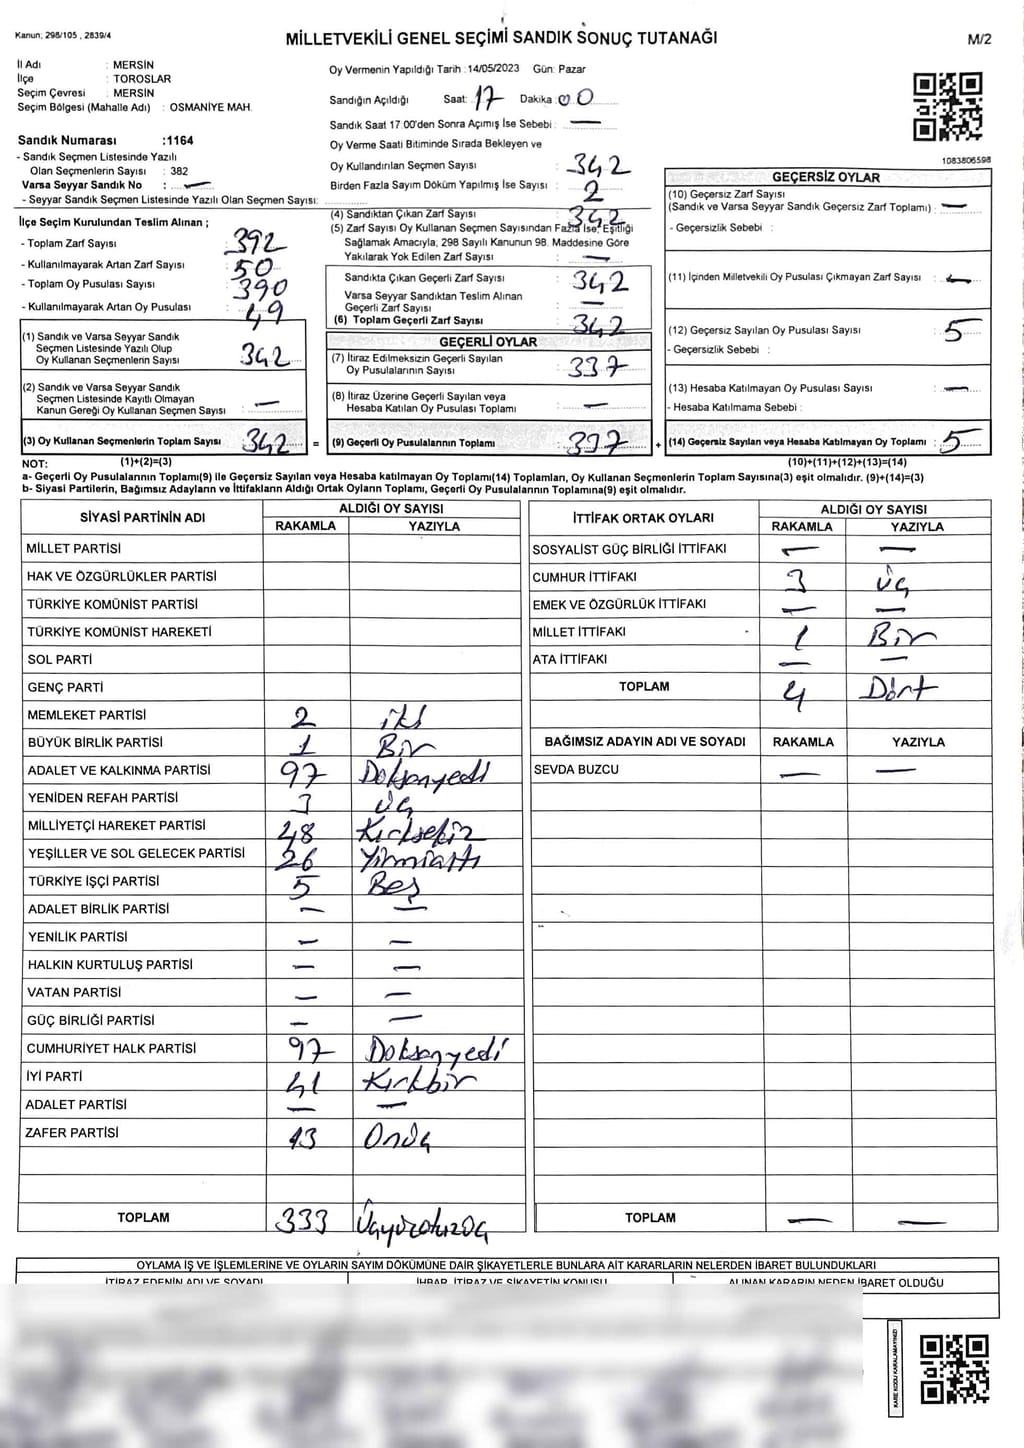 Kanun; 298/105 , 2839/4
MİLLETVEKİLİ GENEL SEÇİMİ SANDIK SONUÇ TUTANAĞI
M/2
İl Adı : MERSİN
İlçe : TOROSLAR
Seçim Çevresi : MERSİN
Seçim Bölgesi (Mahalle Adı) : OSMANİYE MAH.
Sandık Numarası :1164
- Sandık Seçmen Listesinde Yazılı
Olan Seçmenlerin Sayısı : 382
Varsa Seyyar Sandık No : —
- Seyyar Sandık Seçmen Listesinde Yazılı Olan Seçmen Sayısı:
Oy Vermenin Yapıldığı Tarih :14/05/2023 Gün: Pazar
Sandığın Açıldığı Saat: 17 Dakika: 00
Sandık Saat 17.00'den Sonra Açımış İse Sebebi : —
Oy Verme Saati Bitiminde Sırada Bekleyen ve
Oy Kullandırılan Seçmen Sayısı : 342
Birden Fazla Sayım Döküm Yapılmış İse Sayısı : 2
1083806598
İlçe Seçim Kurulundan Teslim Alınan ;
- Toplam Zarf Sayısı : 392
- Kullanılmayarak Artan Zarf Sayısı : 50
- Toplam Oy Pusulası Sayısı : 390
- Kullanılmayarak Artan Oy Pusulası : 49
(1) Sandık ve Varsa Seyyar Sandık
Seçmen Listesinde Yazılı Olup
Oy Kullanan Seçmenlerin Sayısı : 342
(2) Sandık ve Varsa Seyyar Sandık
Seçmen Listesinde Kayıtlı Olmayan
Kanun Gereği Oy Kullanan Seçmen Sayısı : —
(3) Oy Kullanan Seçmenlerin Toplam Sayısı : 342 =
(4) Sandıktan Çıkan Zarf Sayısı : 342
(5) Zarf Sayısı Oy Kullanan Seçmen Sayısından Fazla İse, Eşitliği
Sağlamak Amacıyla; 298 Sayılı Kanunun 98. Maddesine Göre
Yakılarak Yok Edilen Zarf Sayısı : —
Sandıkta Çıkan Geçerli Zarf Sayısı : 342
Varsa Seyyar Sandıktan Teslim Alınan
Geçerli Zarf Sayısı : —
(6) Toplam Geçerli Zarf Sayısı : 342
GEÇERLİ OYLAR
(7) İtiraz Edilmeksizin Geçerli Sayılan
Oy Pusulalarının Sayısı : 337
(8) İtiraz Üzerine Geçerli Sayılan veya
Hesaba Katılan Oy Pusulası Toplamı : —
(9) Geçerli Oy Pusulalarının Toplamı : 337 +
GEÇERSİZ OYLAR
(10) Geçersiz Zarf Sayısı
(Sandık ve Varsa Seyyar Sandık Geçersiz Zarf Toplamı) : —
- Geçersizlik Sebebi :
(11) İçinden Milletvekili Oy Pusulası Çıkmayan Zarf Sayısı : —
(12) Geçersiz Sayılan Oy Pusulası Sayısı : 5
- Geçersizlik Sebebi :
(13) Hesaba Katılmayan Oy Pusulası Sayısı : —
- Hesaba Katılmama Sebebi :
(14) Geçersiz Sayılan veya Hesaba Katılmayan Oy Toplamı : 5
NOT: (1)+(2)=(3) (10)+(11)+(12)+(13)=(14)
a- Geçerli Oy Pusulalarının Toplamı(9) ile Geçersiz Sayılan veya Hesaba katılmayan Oy Toplamı(14) Toplamları, Oy Kullanan Seçmenlerin Toplam Sayısına(3) eşit olmalıdır. (9)+(14)=(3)
b- Siyasi Partilerin, Bağımsız Adayların ve İttifakların Aldığı Ortak Oyların Toplamı, Geçerli Oy Pusulalarının Toplamına(9) eşit olmalıdır.
SİYASİ PARTİNİN ADI ALDIĞI OY SAYISI
RAKAMLA YAZIYLA
MİLLET PARTİSİ
HAK VE ÖZGÜRLÜKLER PARTİSİ
TÜRKİYE KOMÜNİST PARTİSİ
TÜRKİYE KOMÜNİST HAREKETİ
SOL PARTİ
GENÇ PARTİ
MEMLEKET PARTİSİ 2 iki
BÜYÜK BİRLİK PARTİSİ 1 Bir
ADALET VE KALKINMA PARTİSİ 97 Doksanyedi
YENİDEN REFAH PARTİSİ 3 üç
MİLLİYETÇİ HAREKET PARTİSİ 48 Kırksekiz
YEŞİLLER VE SOL GELECEK PARTİSİ 26 Yirmialtı
TÜRKİYE İŞÇİ PARTİSİ 5 Beş
ADALET BİRLİK PARTİSİ — —
YENİLİK PARTİSİ — —
HALKIN KURTULUŞ PARTİSİ — —
VATAN PARTİSİ — —
GÜÇ BİRLİĞİ PARTİSİ — —
CUMHURİYET HALK PARTİSİ 97 Doksanyedi
İYİ PARTİ 41 Kırkbir
ADALET PARTİSİ — —
ZAFER PARTİSİ 13 Onüç
TOPLAM 333 Üçyüzotuzüç
İTTİFAK ORTAK OYLARI ALDIĞI OY SAYISI
RAKAMLA YAZIYLA
SOSYALİST GÜÇ BİRLİĞİ İTTİFAKI — —
CUMHUR İTTİFAKI 3 üç
EMEK VE ÖZGÜRLÜK İTTİFAKI — —
MİLLET İTTİFAKI 1 Bir
ATA İTTİFAKI — —
TOPLAM 4 Dört
BAĞIMSIZ ADAYIN ADI VE SOYADI RAKAMLA YAZIYLA
SEVDA BUZCU — —
TOPLAM — —
OYLAMA İŞ VE İŞLEMLERİNE VE OYLARIN SAYIM DÖKÜMÜNE DAİR ŞİKAYETLERLE BUNLARA AİT KARARLARIN NELERDEN İBARET BULUNDUKLARI
İTİRAZ EDENİN ADI VE SOYADI İHBAR, İTİRAZ VE ŞİKAYETİN KONUSU ALINAN KARARIN NEDEN İBARET OLDUĞU
KARE KODU KARALAMAYINIZ!